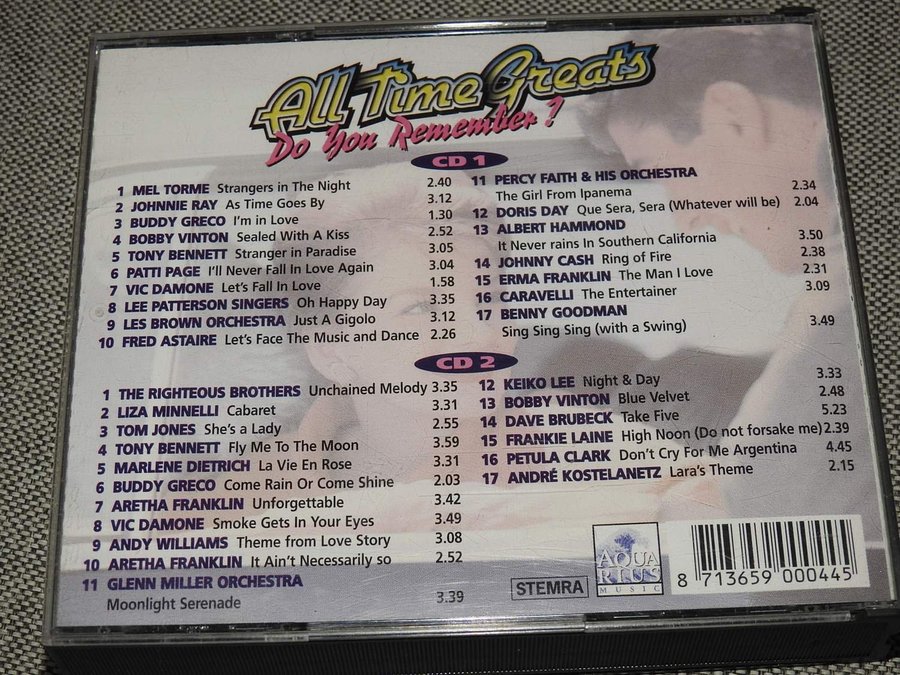 All Time Greats
Do You Remember?
CD 1
1 MEL TORME Strangers in The Night 2.40
2 JOHNNIE RAY As Time Goes By 3.12
3 BUDDY GRECO I'm in Love 1.30
4 BOBBY VINTON Sealed With A Kiss 2.52
5 TONY BENNETT Stranger in Paradise 3.05
6 PATTI PAGE I'll Never Fall In Love Again 3.04
7 VIC DAMONE Let's Fall In Love 1.58
8 LEE PATTERSON SINGERS Oh Happy Day 3.35
9 LES BROWN ORCHESTRA Just A Gigolo 3.12
10 FRED ASTAIRE Let's Face The Music and Dance 2.26
11 PERCY FAITH & HIS ORCHESTRA
The Girl From Ipanema 2.34
12 DORIS DAY Que Sera, Sera (Whatever will be) 2.04
13 ALBERT HAMMOND
It Never rains In Southern California 3.50
14 JOHNNY CASH Ring of Fire 2.38
15 ERMA FRANKLIN The Man I Love 2.31
16 CARAVELLI The Entertainer 3.09
17 BENNY GOODMAN
Sing Sing Sing (with a Swing) 3.49
CD 2
1 THE RIGHTEOUS BROTHERS Unchained Melody 3.35
2 LIZA MINNELLI Cabaret 3.31
3 TOM JONES She's a Lady 2.55
4 TONY BENNETT Fly Me To The Moon 3.59
5 MARLENE DIETRICH La Vie En Rose 3.31
6 BUDDY GRECO Come Rain Or Come Shine 2.03
7 ARETHA FRANKLIN Unforgettable 3.42
8 VIC DAMONE Smoke Gets In Your Eyes 3.49
9 ANDY WILLIAMS Theme from Love Story 3.08
10 ARETHA FRANKLIN It Ain't Necessarily so 2.52
11 GLENN MILLER ORCHESTRA
Moonlight Serenade 3.39
12 KEIKO LEE Night & Day 3.33
13 BOBBY VINTON Blue Velvet 2.48
14 DAVE BRUBECK Take Five 5.23
15 FRANKIE LAINE High Noon (Do not forsake me) 2.39
16 PETULA CLARK Don't Cry For Me Argentina 4.45
17 ANDRÉ KOSTELANETZ Lara's Theme 2.15
STEMRA
AQUA
RIUS
MUSIC
8 713659 000445